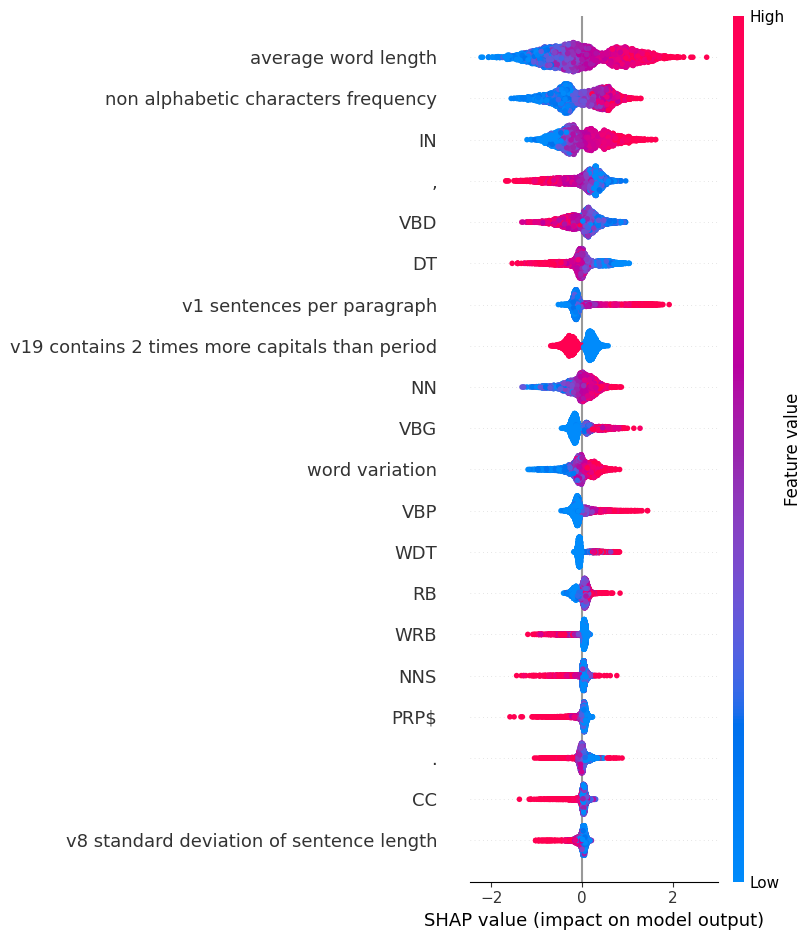 High
average word length
non alphabetic characters frequency
IN
,
VBD
DT
v1 sentences per paragraph
v19 contains 2 times more capitals than period
NN
VBG
word variation
VBP
WDT
RB
WRB
NNS
PRP$
.
CC
v8 standard deviation of sentence length
Feature value
Low
−2 0 2
SHAP value (impact on model output)